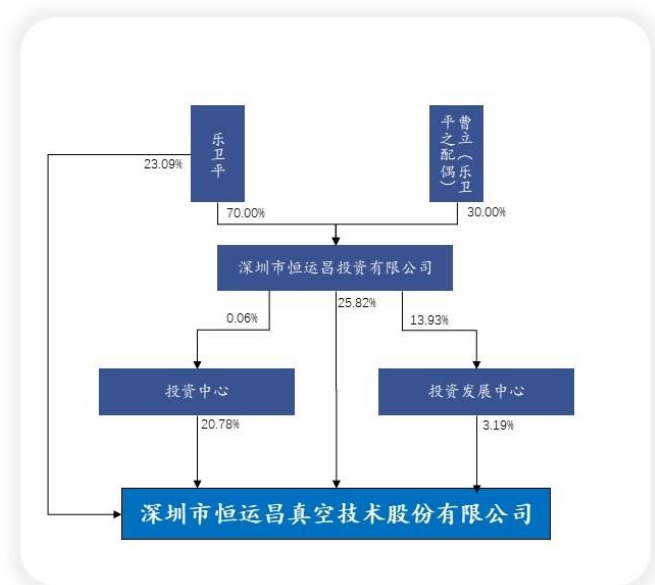 乐卫平
曹立（乐卫
平之配偶）
23.09%
70.00%
30.00%
深圳市恒运昌投资有限公司
0.06%
25.82%
13.93%
投资中心
投资发展中心
20.78%
3.19%
深圳市恒运昌真空技术股份有限公司